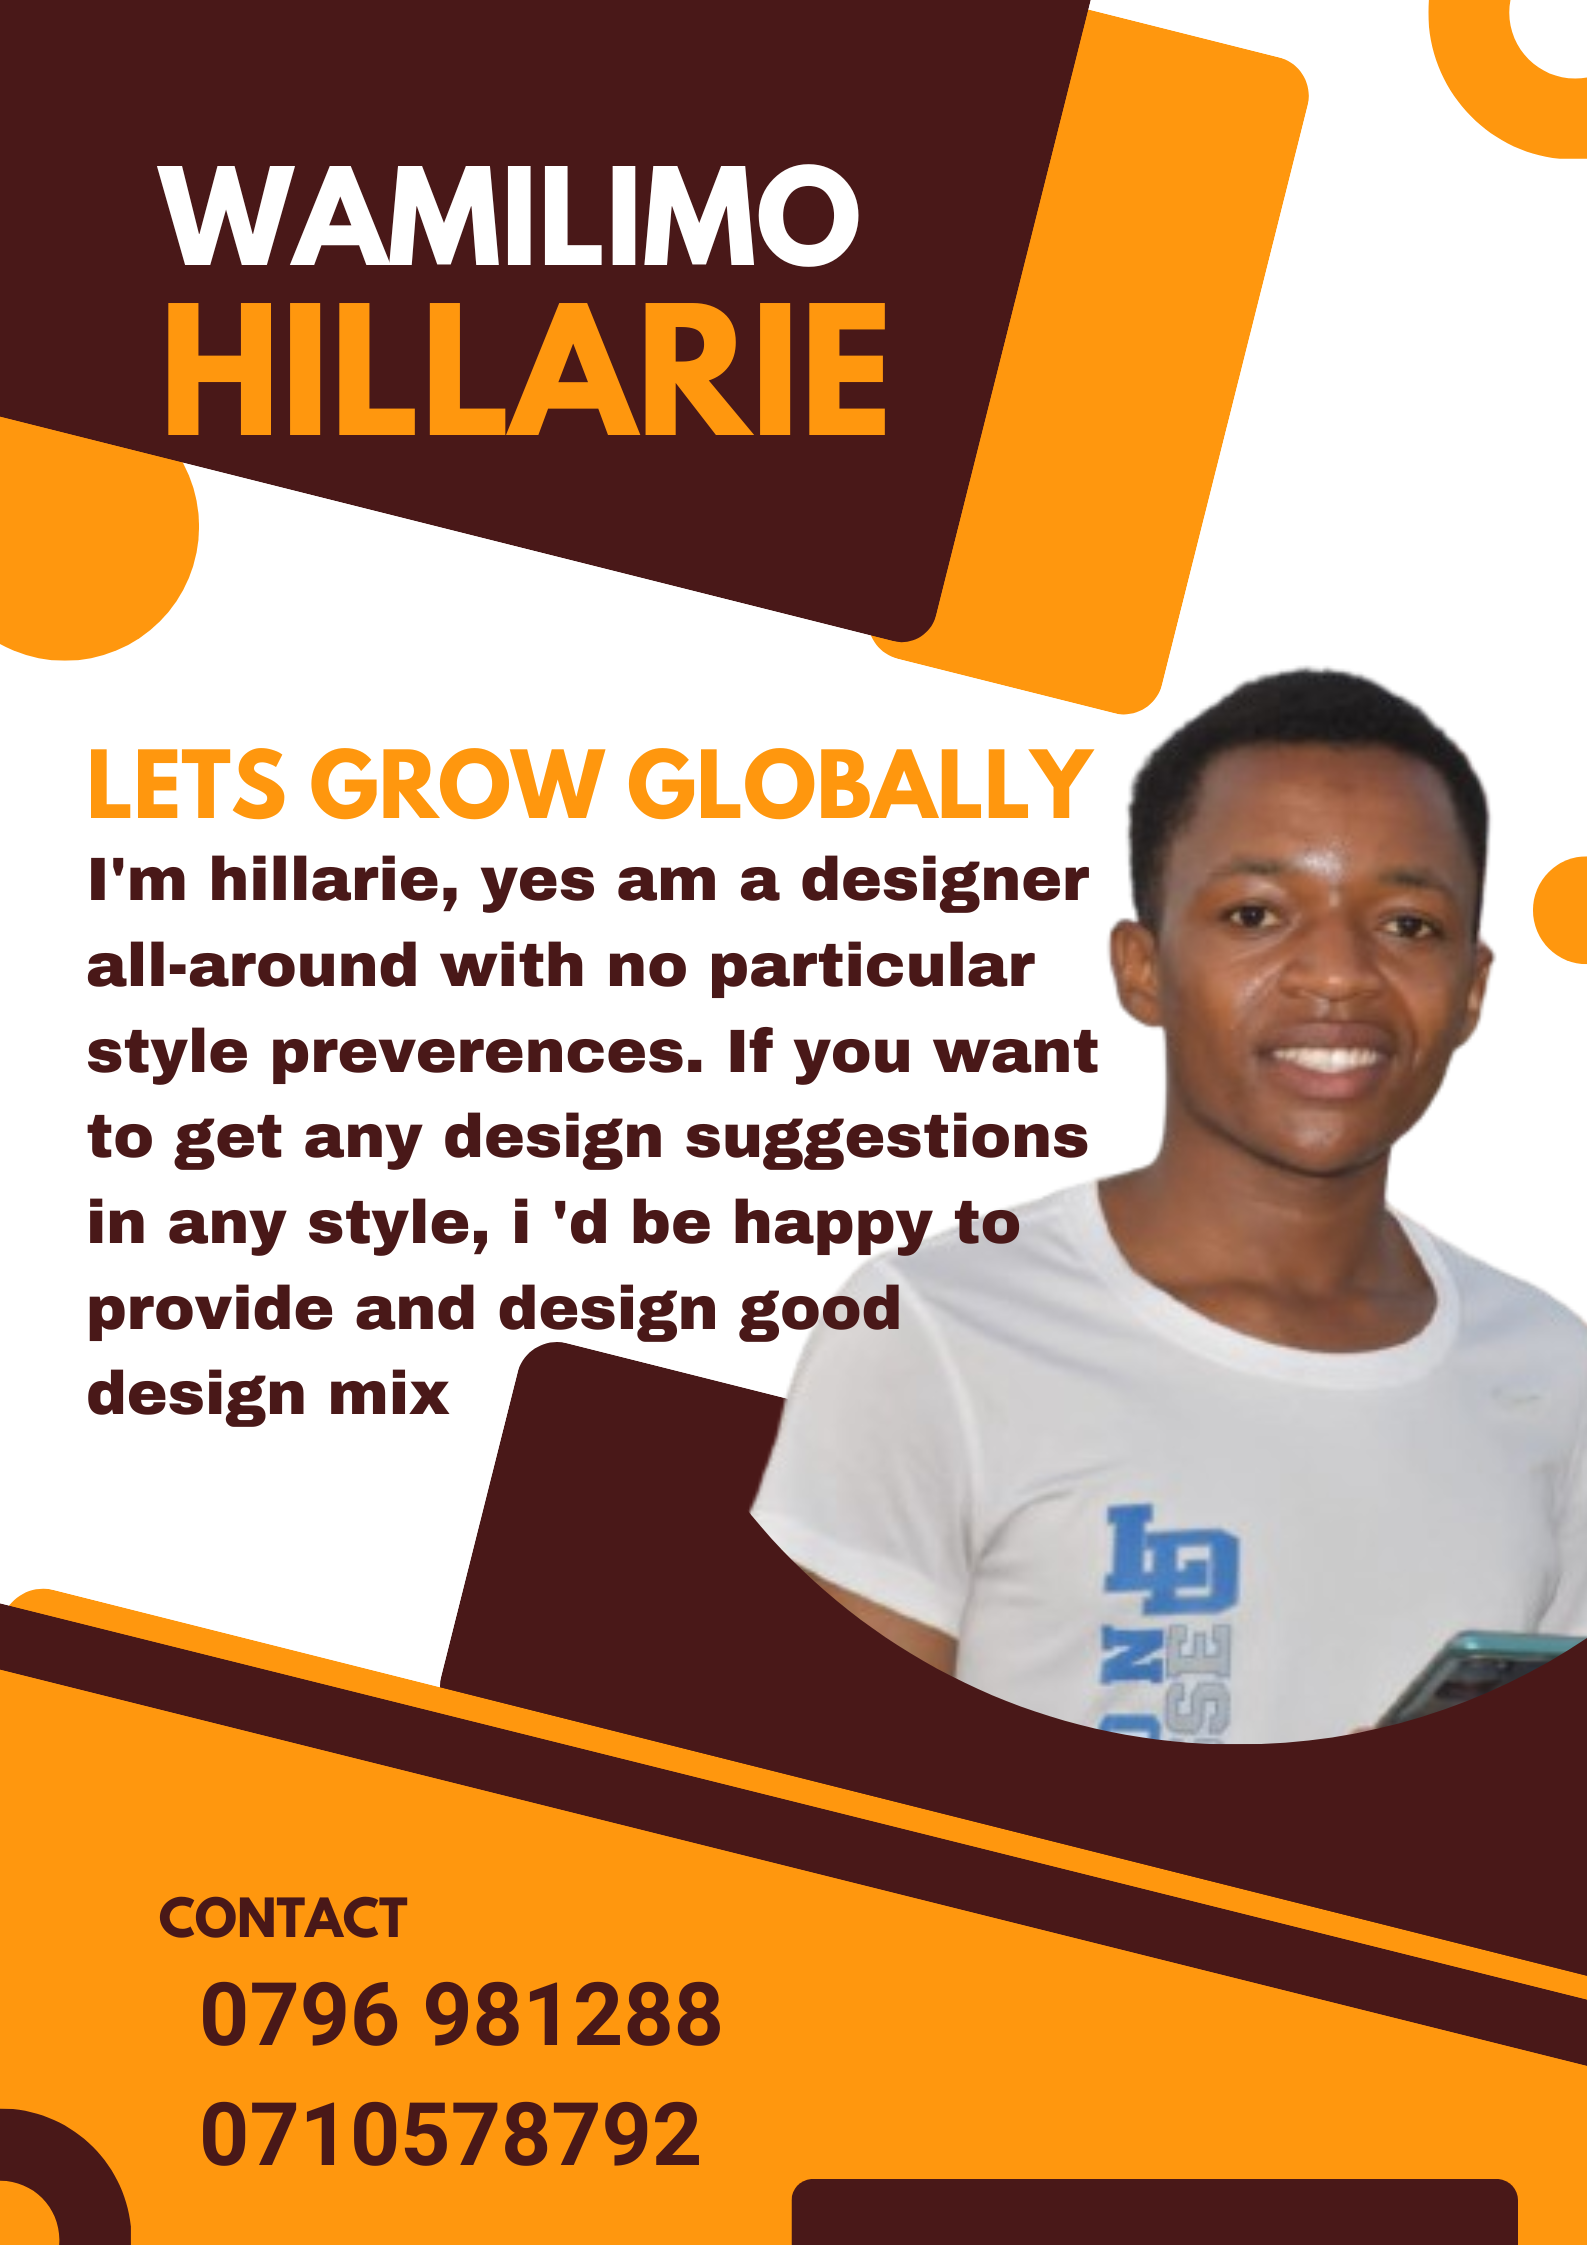 WAMILIMO
HILLARIE
LETS GROW GLOBALLY
I'm hillarie, yes am a designer
all-around with no particular
style preverences. If you want
to get any design suggestions
in any style, i 'd be happy to
provide and design good
design mix
LD
CONTACT
0796 981288
0710578792